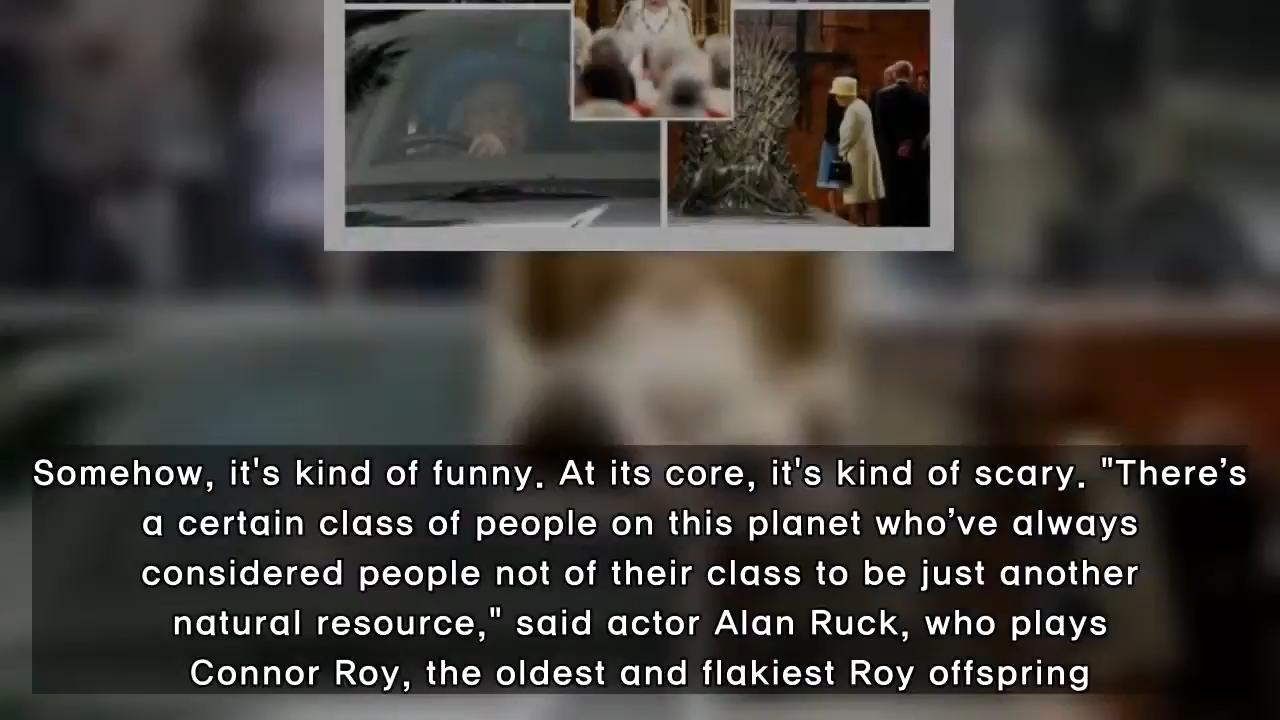 Somehow, it's kind of funny. At its core, it's kind of scary. "There’s
a certain class of people on this planet who’ve always
considered people not of their class to be just another
natural resource," said actor Alan Ruck, who plays
Connor Roy, the oldest and flakiest Roy offspring